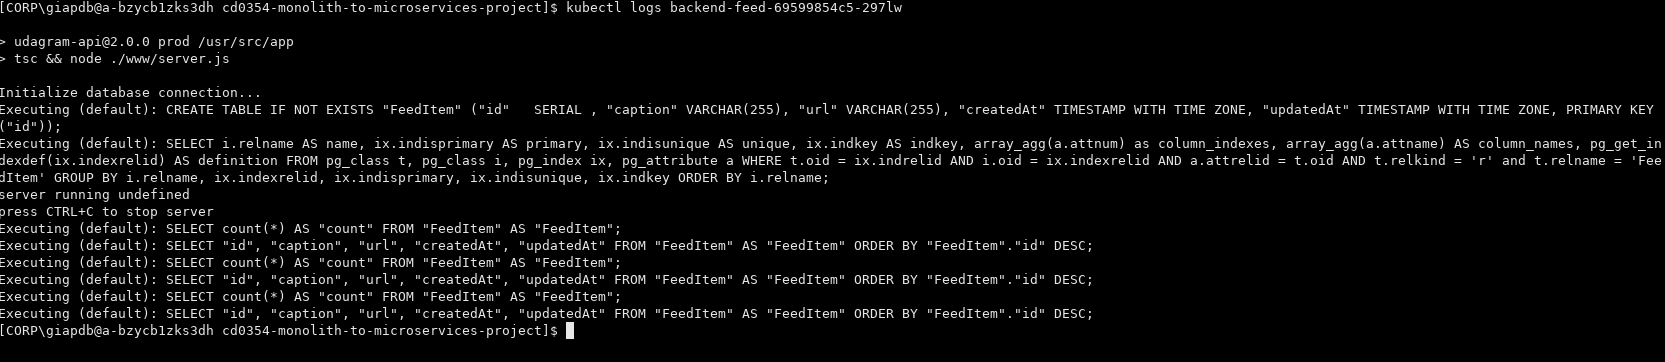 [CORP\giapdb@a-bzycb1zks3dh cd0354-monolith-to-microservices-project]$ kubectl logs backend-feed-69599854c5-297lw
> udagram-api@2.0.0 prod /usr/src/app
> tsc && node ./www/server.js
Initialize database connection...
Executing (default): CREATE TABLE IF NOT EXISTS "FeedItem" ("id"   SERIAL , "caption" VARCHAR(255), "url" VARCHAR(255), "createdAt" TIMESTAMP WITH TIME ZONE, "updatedAt" TIMESTAMP WITH TIME ZONE, PRIMARY KEY
("id"));
Executing (default): SELECT i.relname AS name, ix.indisprimary AS primary, ix.indisunique AS unique, ix.indkey AS indkey, array_agg(a.attnum) as column_indexes, array_agg(a.attname) AS column_names, pg_get_in
dexdef(ix.indexrelid) AS definition FROM pg_class t, pg_class i, pg_index ix, pg_attribute a WHERE t.oid = ix.indrelid AND i.oid = ix.indexrelid AND a.attrelid = t.oid AND t.relkind = 'r' and t.relname = 'Fee
dItem' GROUP BY i.relname, ix.indexrelid, ix.indisprimary, ix.indisunique, ix.indkey ORDER BY i.relname;
server running undefined
press CTRL+C to stop server
Executing (default): SELECT count(*) AS "count" FROM "FeedItem" AS "FeedItem";
Executing (default): SELECT "id", "caption", "url", "createdAt", "updatedAt" FROM "FeedItem" AS "FeedItem" ORDER BY "FeedItem"."id" DESC;
Executing (default): SELECT count(*) AS "count" FROM "FeedItem" AS "FeedItem";
Executing (default): SELECT "id", "caption", "url", "createdAt", "updatedAt" FROM "FeedItem" AS "FeedItem" ORDER BY "FeedItem"."id" DESC;
Executing (default): SELECT count(*) AS "count" FROM "FeedItem" AS "FeedItem";
Executing (default): SELECT "id", "caption", "url", "createdAt", "updatedAt" FROM "FeedItem" AS "FeedItem" ORDER BY "FeedItem"."id" DESC;
[CORP\giapdb@a-bzycb1zks3dh cd0354-monolith-to-microservices-project]$